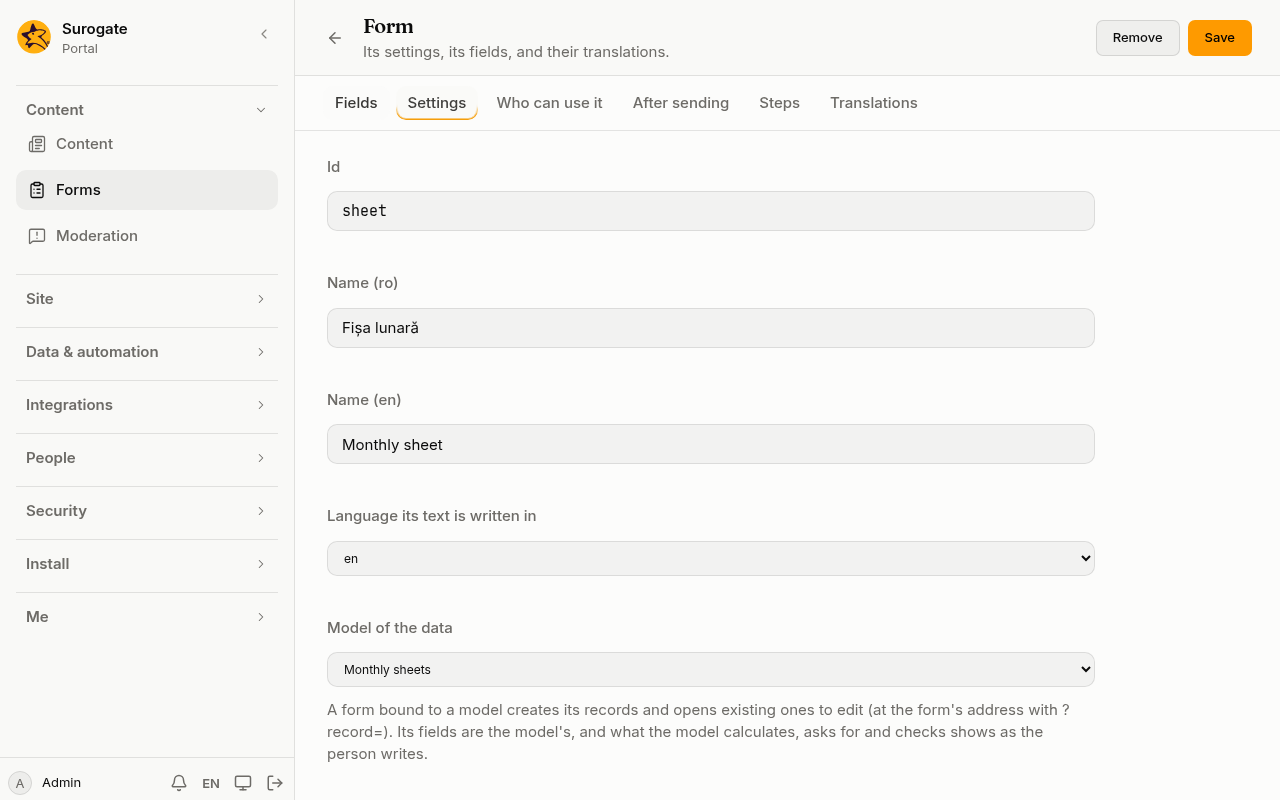 Surogate
Portal
Content
Content
Forms
Moderation
Site
Data & automation
Integrations
People
Security
Install
Me
A
Admin
EN
Form
Its settings, its fields, and their translations.
Remove
Save
Fields
Settings
Who can use it
After sending
Steps
Translations
Id
sheet
Name (ro)
Fișa lunară
Name (en)
Monthly sheet
Language its text is written in
en
Model of the data
Monthly sheets
A form bound to a model creates its records and opens existing ones to edit (at the form's address with ?
record=). Its fields are the model's, and what the model calculates, asks for and checks shows as the
person writes.